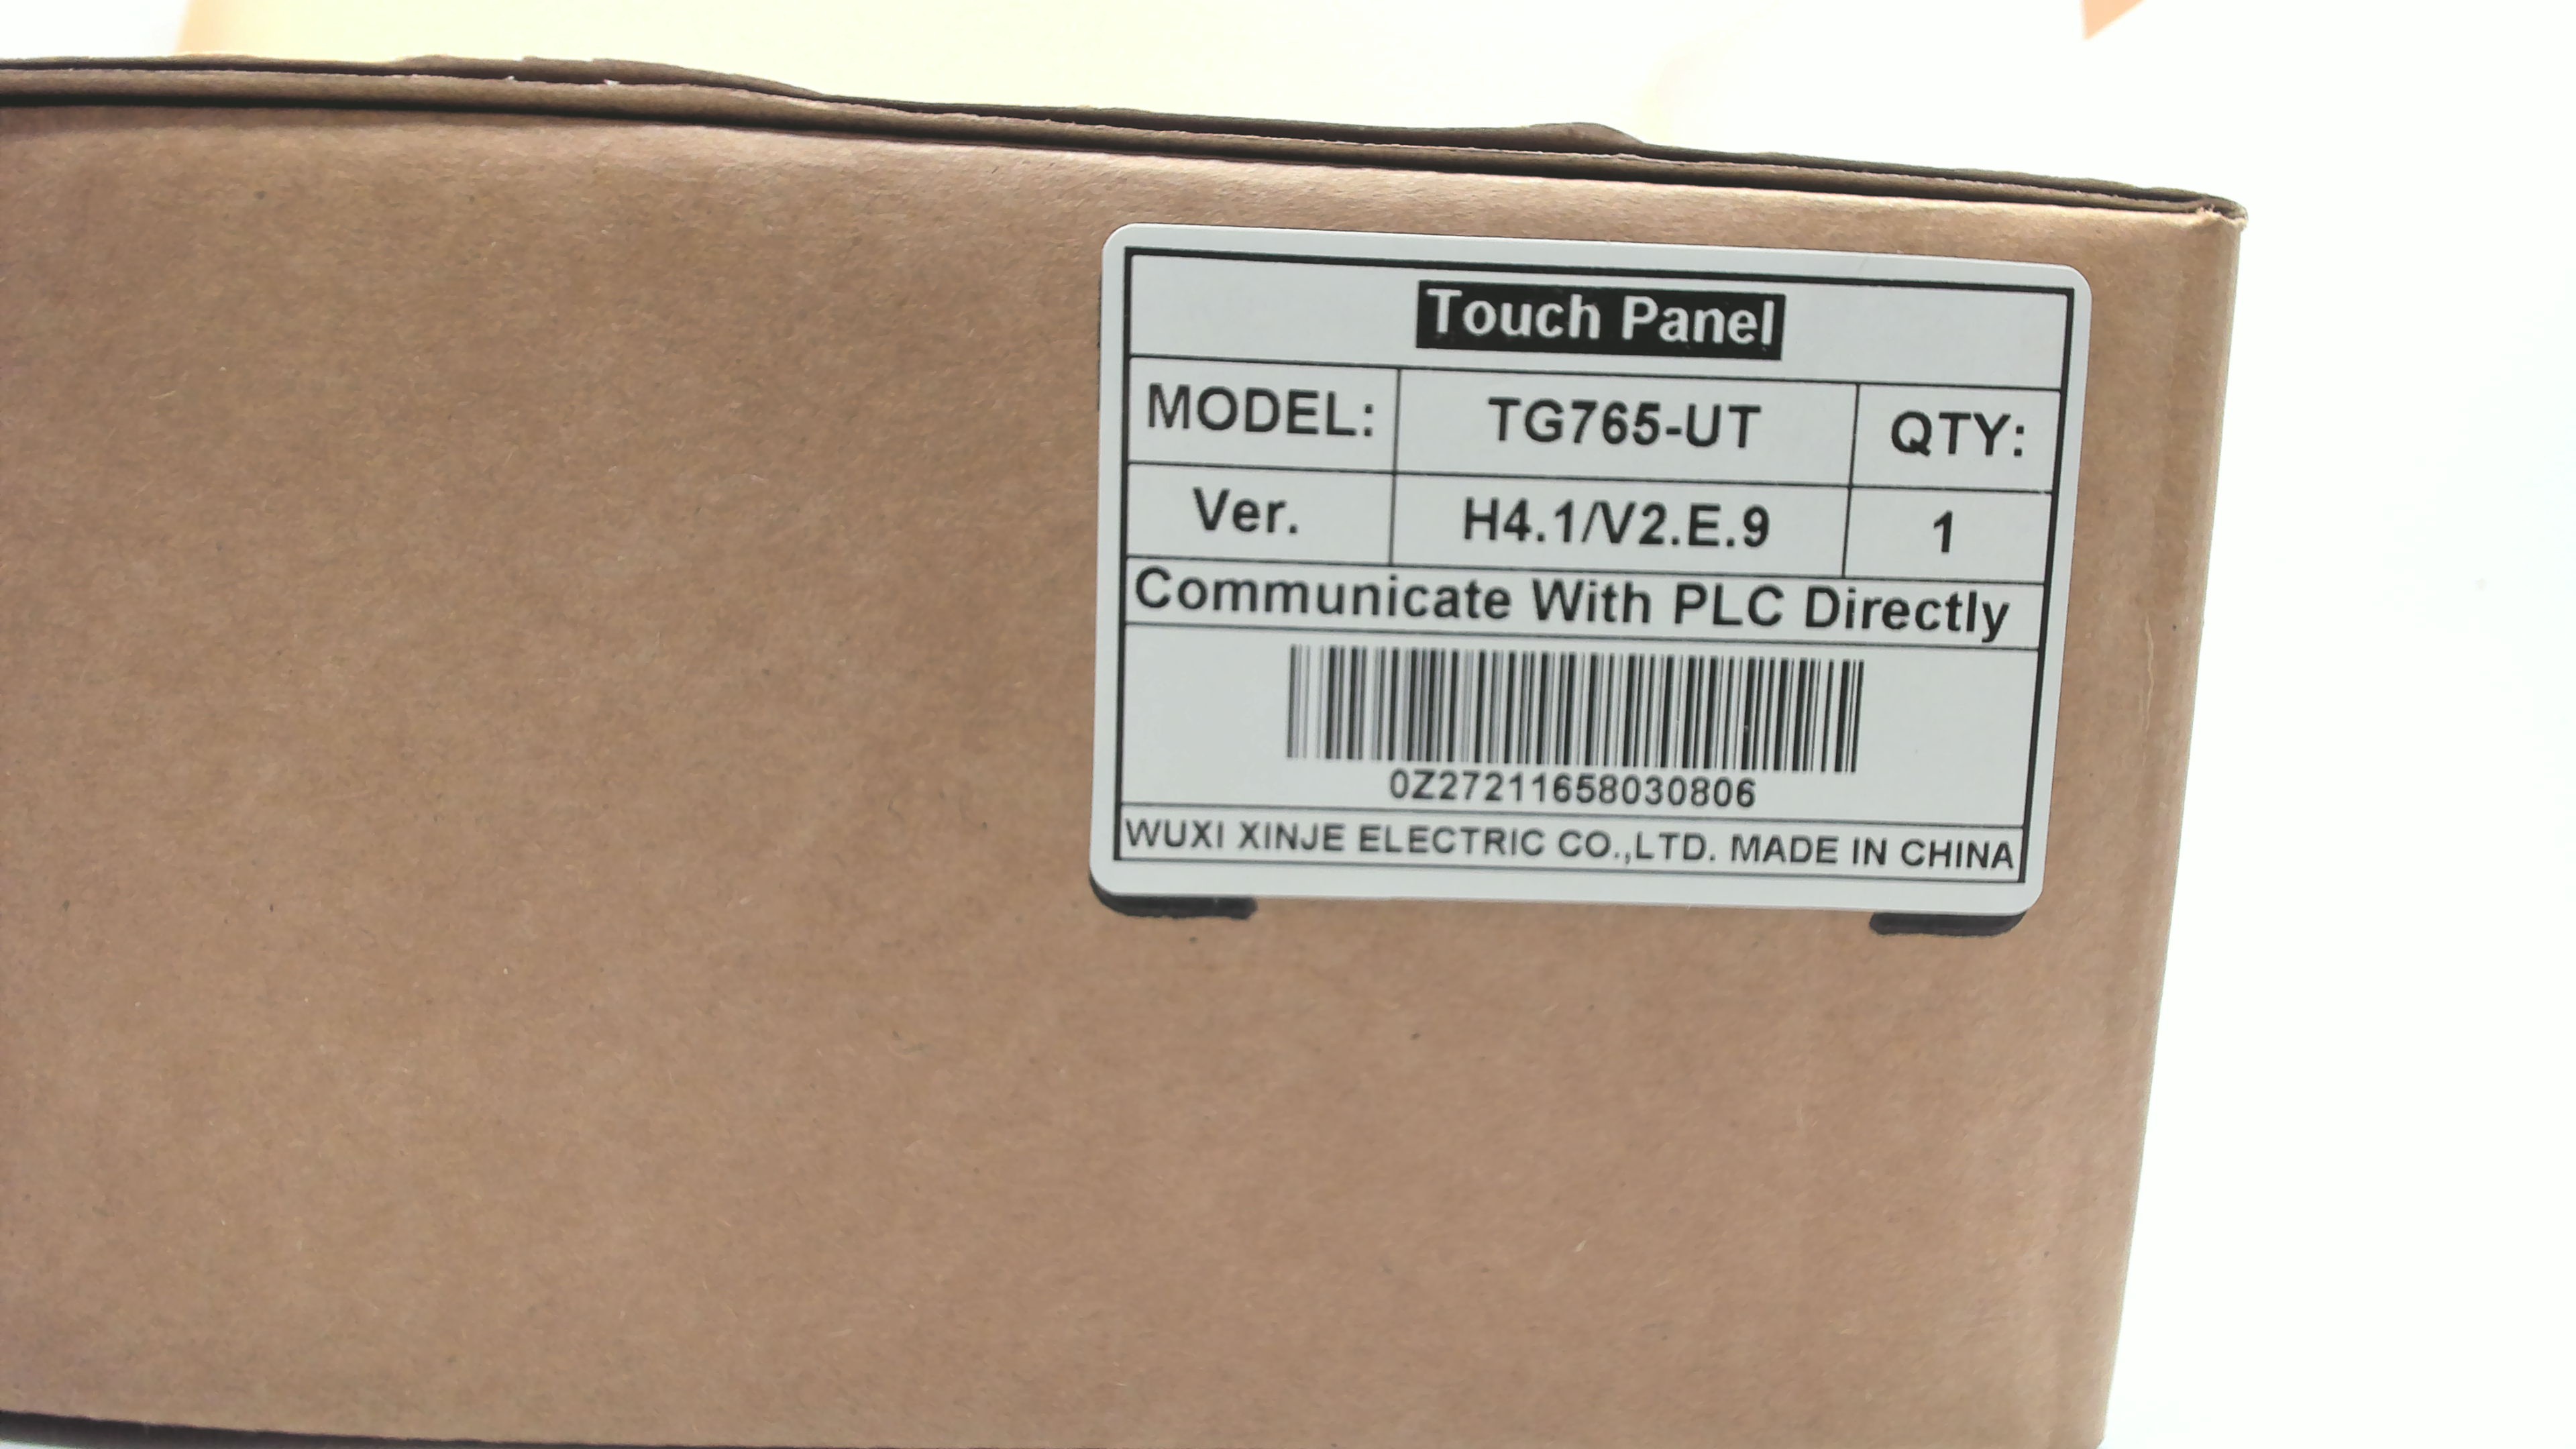 Touch Panel
MODEL: TG765-UT QTY:
Ver. H4.1/V2.E.9 1
Communicate With PLC Directly
0Z27211658030806
WUXI XINJE ELECTRIC CO.,LTD. MADE IN CHINA